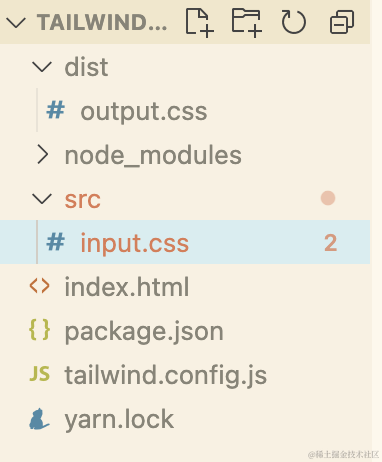 TAILWIND...
dist
# output.css
node_modules
src
# input.css 2
<> index.html
{} package.json
JS tailwind.config.js
yarn.lock
@稀土掘金技术社区